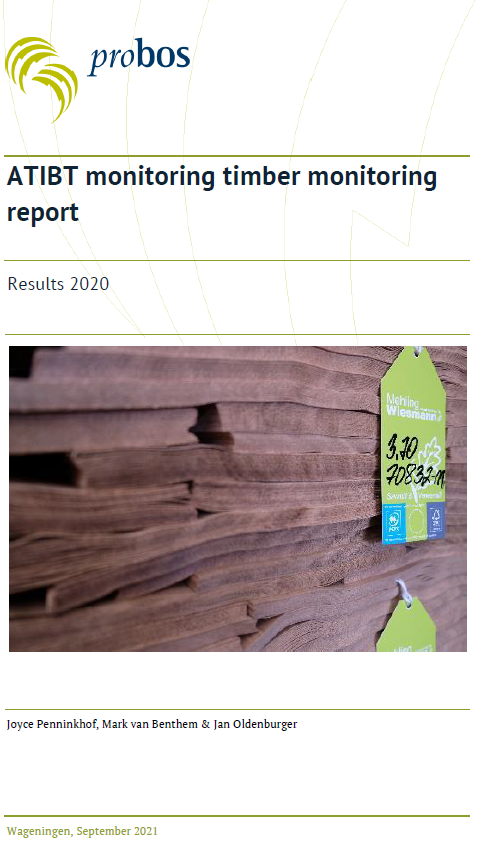 probos
ATIBT monitoring timber monitoring
report
Results 2020
Mehling
Wiesmann
3,10
70832-M
Joyce Penninkhof, Mark van Benthem & Jan Oldenburger
Wageningen, September 2021